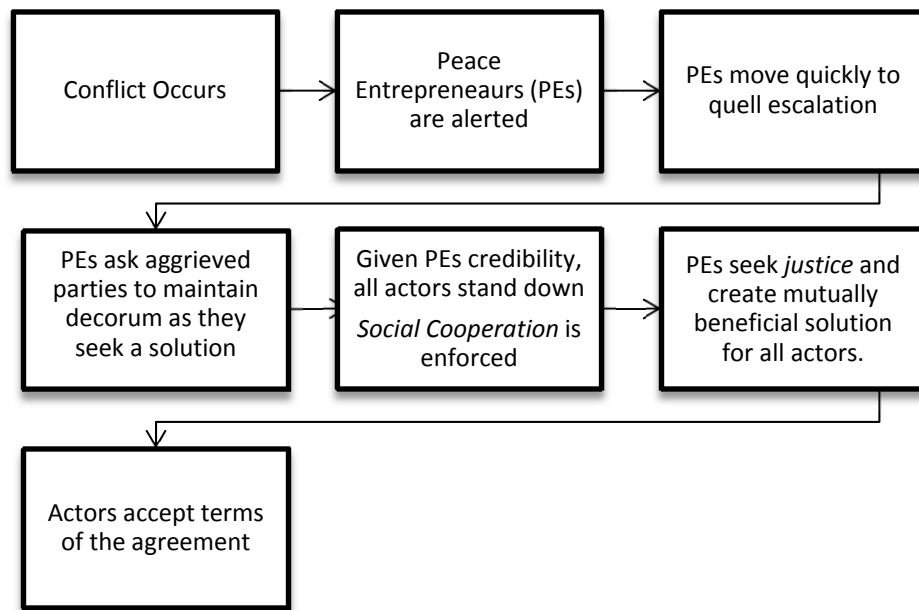 Conflict Occurs
Peace
Entrepreneaurs (PEs)
are alerted
PEs move quickly to
quell escalation
PEs ask aggrieved
parties to maintain
decorum as they
seek a solution
Given PEs credibility,
all actors stand down
Social Cooperation is
enforced
PEs seek justice and
create mutually
beneficial solution
for all actors.
Actors accept terms
of the agreement